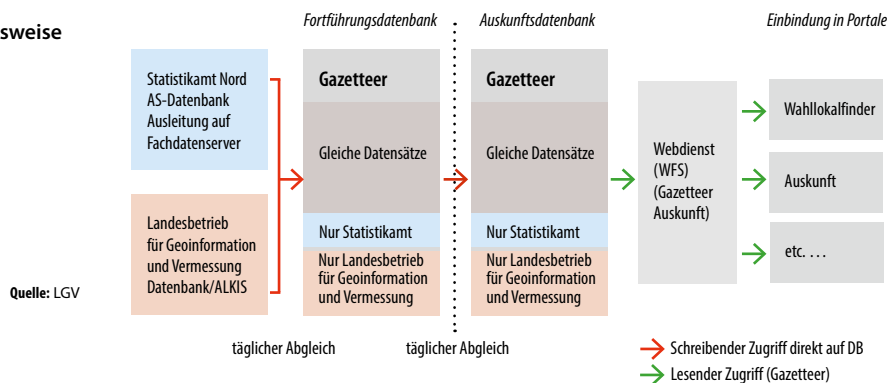 sweise
Fortführungsdatenbank
Auskunftsdatenbank
Einbindung in Portale
Statistikamt Nord
AS-Datenbank
Ausleitung auf
Fachdatenserver
Landesbetrieb
für Geoinformation
und Vermessung
Datenbank/ALKIS
Quelle: LGV
Gazetteer
Gleiche Datensätze
Nur Statistikamt
Nur Landesbetrieb
für Geoinformation
und Vermessung
Gazetteer
Gleiche Datensätze
Nur Statistikamt
Nur Landesbetrieb
für Geoinformation
und Vermessung
Webdienst
(WFS)
(Gazetteer
Auskunft)
Wahllokalfinder
Auskunft
etc. …
täglicher Abgleich
täglicher Abgleich
Schreibender Zugriff direkt auf DB
Lesender Zugriff (Gazetteer)